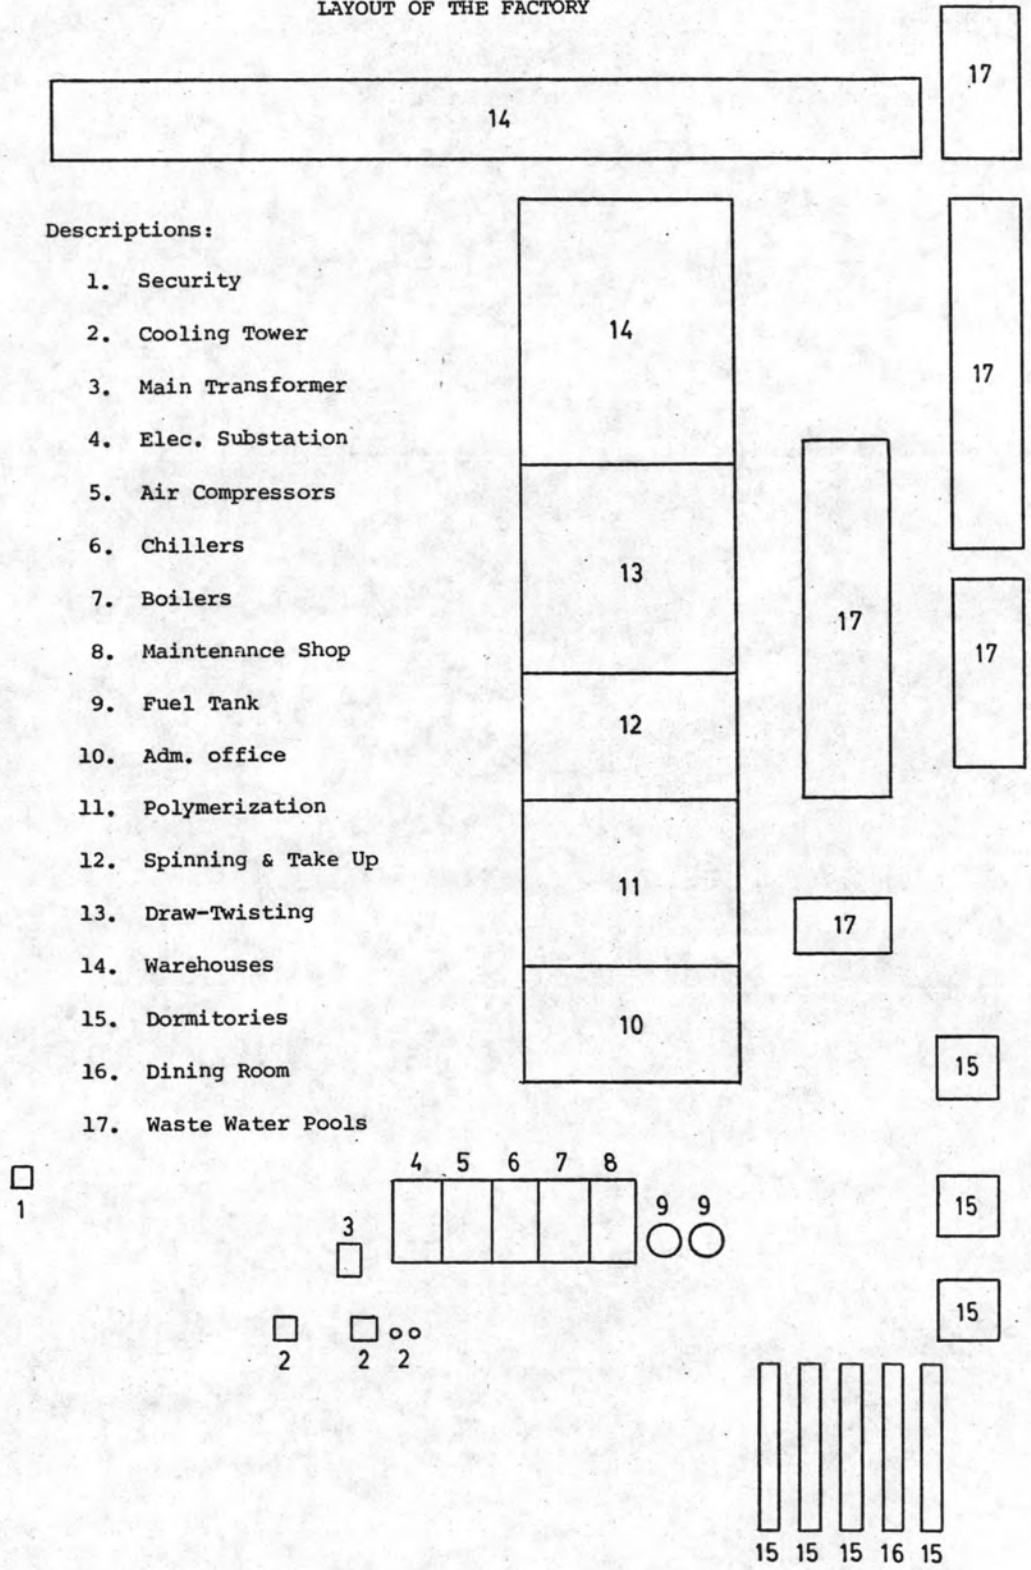 LAYOUT OF THE FACTORY
17
14
Descriptions:
1. Security
2. Cooling Tower
3. Main Transformer
4. Elec. Substation
5. Air Compressors
6. Chillers
7. Boilers
8. Maintenance Shop
9. Fuel Tank
10. Adm. office
11. Polymerization
12. Spinning & Take Up
13. Draw-Twisting
14. Warehouses
15. Dormitories
16. Dining Room
17. Waste Water Pools
14
17
13
17
17
12
11
17
10
15
4 5 6 7 8
1
3
9 9
15
15
2 2 2
15 15 15 16 15